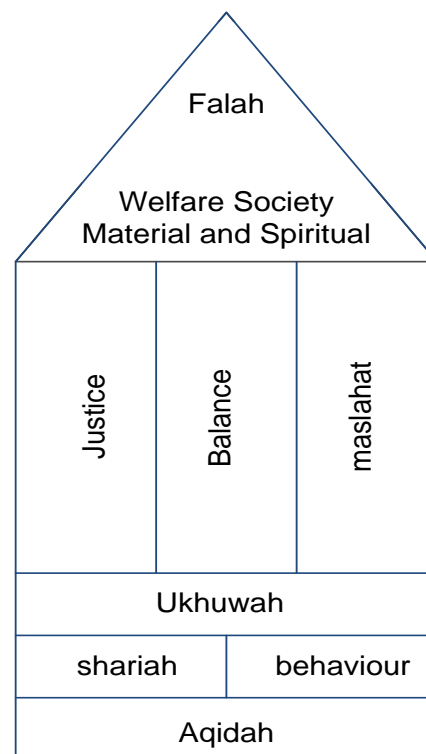 Falah
Welfare Society
Material and Spiritual
Justice
Balance
maslahat
Ukhuwah
shariah
behaviour
Aqidah